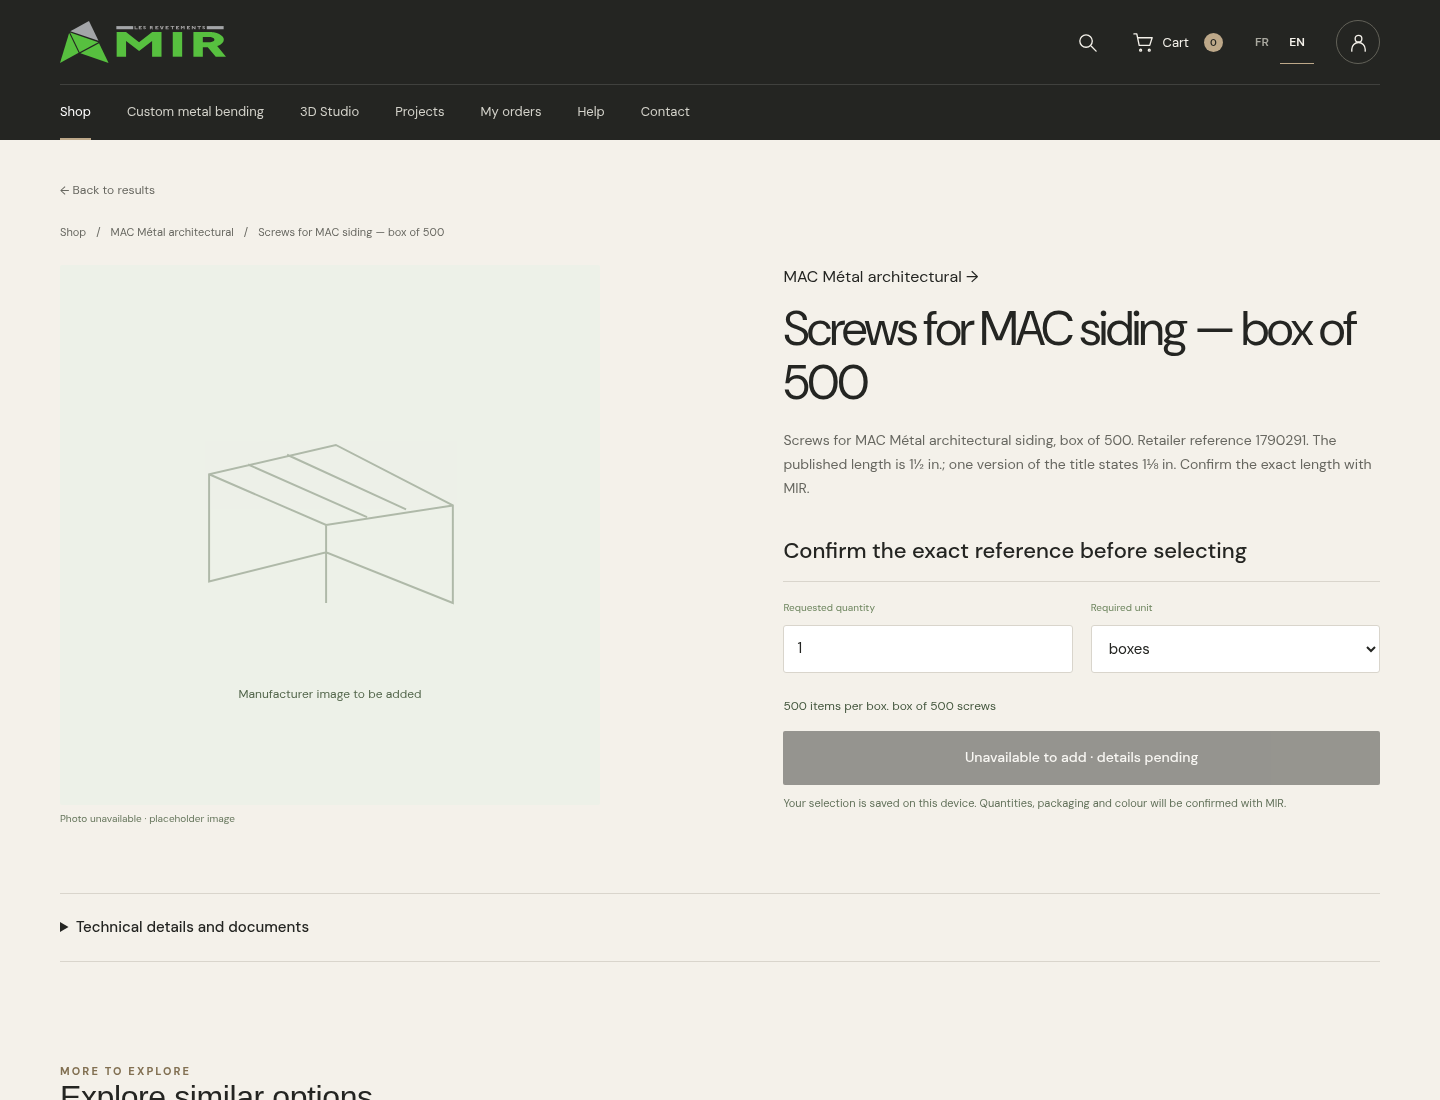 LES REVÊTEMENTS
MIR
Cart 0
FR EN
Shop Custom metal bending 3D Studio Projects My orders Help Contact
← Back to results
Shop / MAC Métal architectural / Screws for MAC siding — box of 500
Manufacturer image to be added
Photo unavailable · placeholder image
MAC Métal architectural →
Screws for MAC siding — box of
500
Screws for MAC Métal architectural siding, box of 500. Retailer reference 1790291. The
published length is 1½ in.; one version of the title states 1⅛ in. Confirm the exact length with
MIR.
Confirm the exact reference before selecting
Requested quantity Required unit
1 boxes
500 items per box. box of 500 screws
Unavailable to add · details pending
Your selection is saved on this device. Quantities, packaging and colour will be confirmed with MIR.
Technical details and documents
MORE TO EXPLORE
Explore similar options